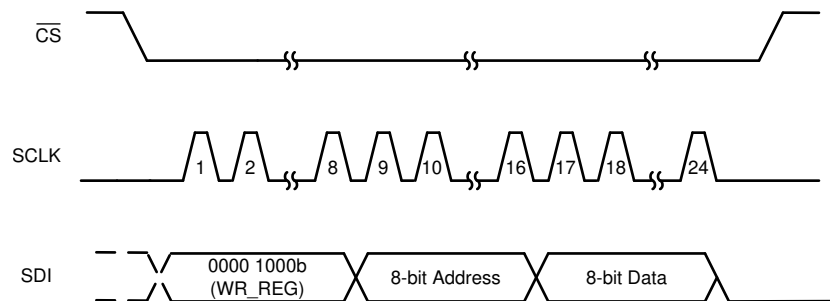 CS
SCLK
1 2 8 9 10 16 17 18 24
SDI
0000 1000b
(WR_REG)
8-bit Address
8-bit Data